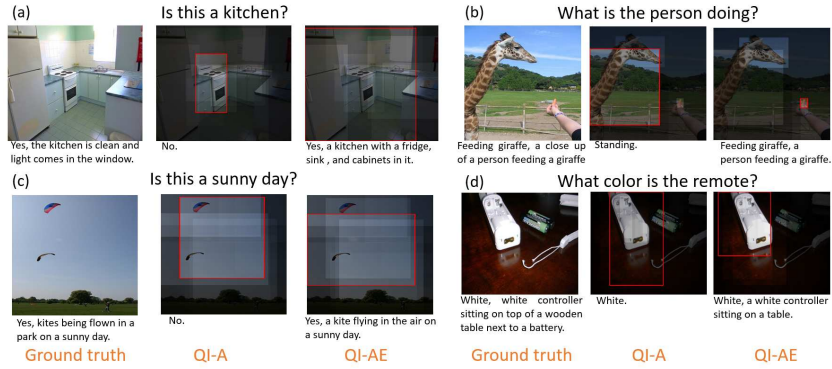 (a) Is this a kitchen?
Yes, the kitchen is clean and
light comes in the window.
No.
Yes, a kitchen with a fridge,
sink , and cabinets in it.
(b) What is the person doing?
Feeding giraffe, a close up
of a person feeding a giraffe
Standing.
Feeding giraffe, a
person feeding a giraffe.
(c) Is this a sunny day?
Yes, kites being flown in a
park on a sunny day.
No.
Yes, a kite flying in the air on
a sunny day.
(d) What color is the remote?
White, white controller
sitting on top of a wooden
table next to a battery.
White.
White, a white controller
sitting on a table.
Ground truth QI-A QI-AE Ground truth QI-A QI-AE